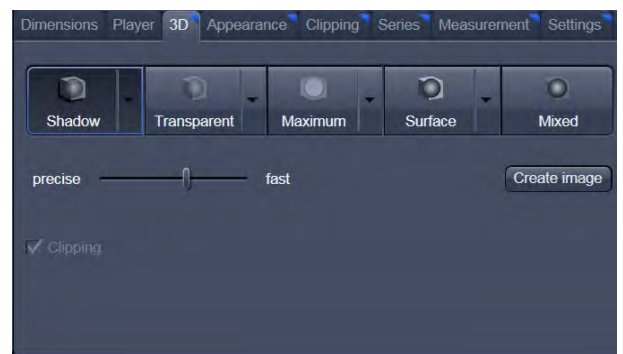 Dimensions Player 3D Appearance Clipping Series Measurement Settings
Shadow Transparent Maximum Surface Mixed
precise fast Create image
Clipping